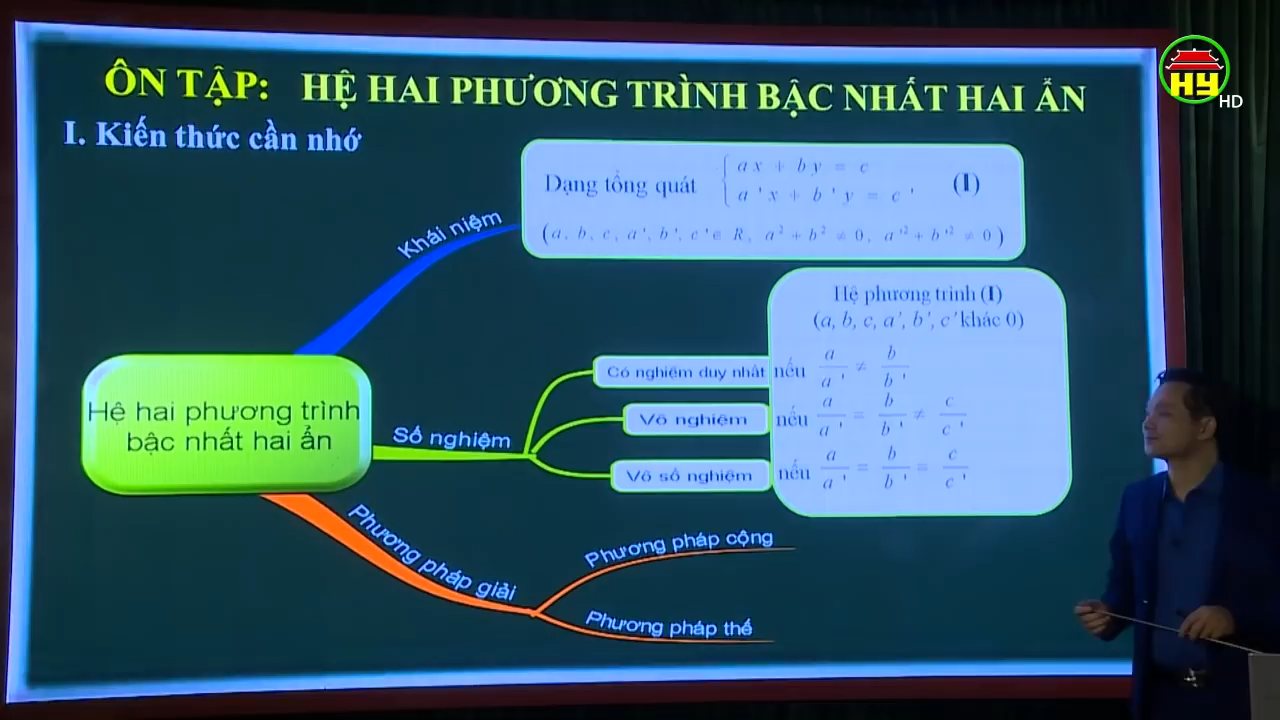 HY
HD
ÔN TẬP: HỆ HAI PHƯƠNG TRÌNH BẬC NHẤT HAI ẨN
I. Kiến thức cần nhớ
Khái niệm
Dạng tổng quát { ax + by = c
a'x + b'y = c' (I)
(a, b, c, a', b', c' ∈ R, a² + b² ≠ 0, a'² + b'² ≠ 0)
Hệ hai phương trình
bậc nhất hai ẩn
Số nghiệm
Hệ phương trình (I)
(a, b, c, a', b', c' khác 0)
Có nghiệm duy nhất nếu a/a' ≠ b/b'
Vô nghiệm nếu a/a' = b/b' ≠ c/c'
Vô số nghiệm nếu a/a' = b/b' = c/c'
Phương pháp giải
Phương pháp cộng
Phương pháp thế